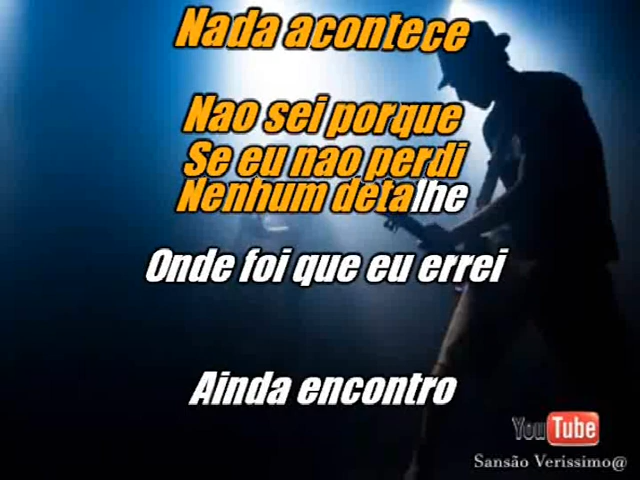 Nada acontece
Nao sei porque
Se eu nao perdi
Nenhum detalhe
Onde foi que eu errei
Ainda encontro
YouTube
Sansão Verissimo@